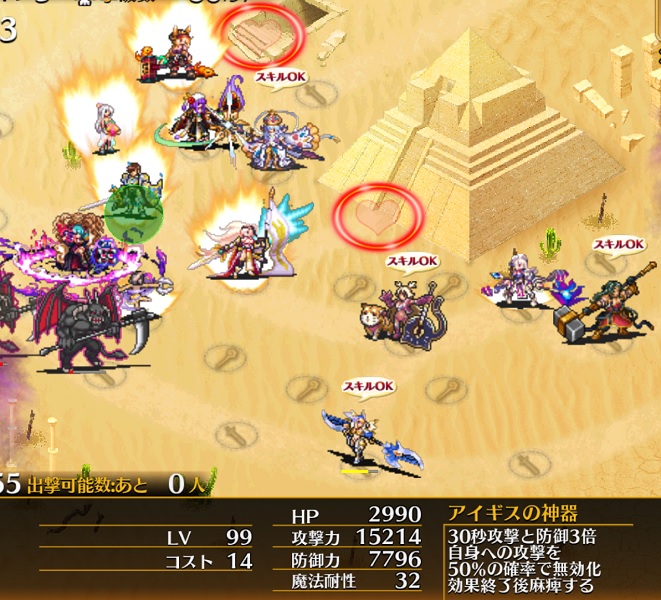 3
スキルOK
スキルOK
スキルOK
スキルOK
55 出撃可能数:あと 0人
HP 2990
LV 99
攻撃力 15214
コスト 14
防御力 7796
魔法耐性 32
アイギスの神器
30秒攻撃と防御3倍
自身への攻撃を
50%の確率で無効化
効果終了後麻痺する